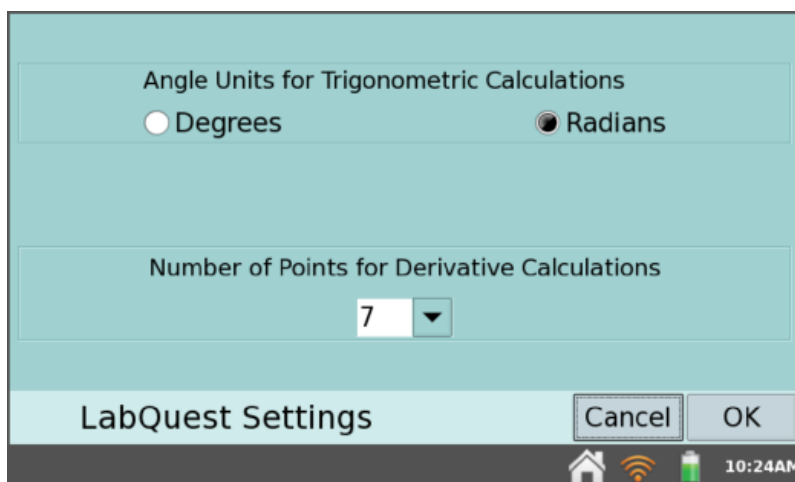 Angle Units for Trigonometric Calculations
Degrees Radians
Number of Points for Derivative Calculations
7
LabQuest Settings Cancel OK
10:24AM